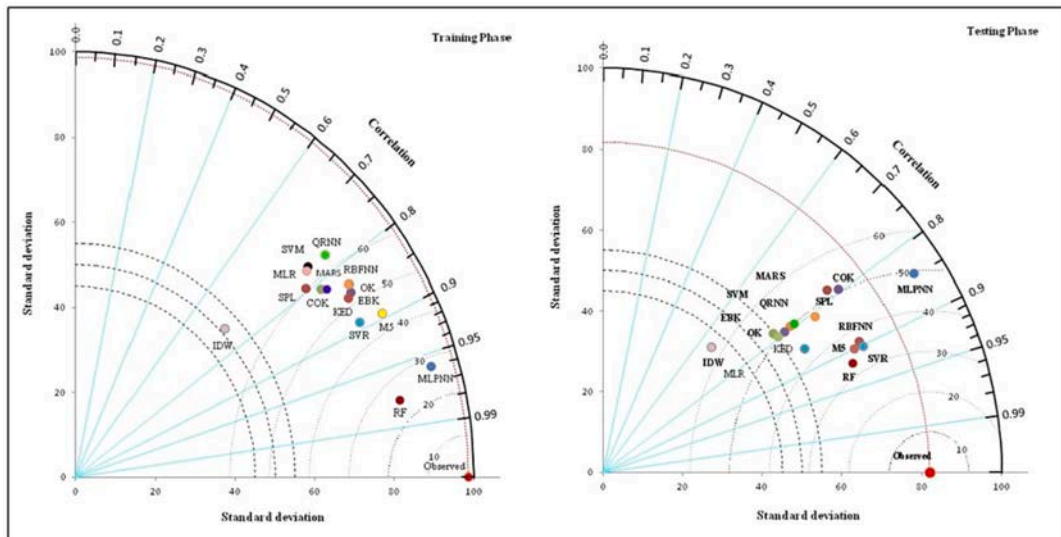 Training Phase
0.0
0.1
0.2
0.3
0.4
0.5
0.6
0.7
0.8
0.9
0.95
0.99
Correlation
100
80
60
40
20
0
Standard deviation
SVM
QRNN
MLR
MARS
RBFNN
SPL
COK
OK
EBK
KED
M5
SVR
IDW
MLPNN
RF
60
50
40
30
20
10
Observed
0
20
40
60
80
100
Standard deviation
Testing Phase
0.0
0.1
0.2
0.3
0.4
0.5
0.6
0.7
0.8
0.9
0.95
0.99
Correlation
100
80
60
40
20
0
Standard deviation
MARS
COK
SVM
QRNN
SPL
MLPNN
EBK
OK
RBFNN
KED
M5
SVR
IDW
MLR
RF
60
50
40
30
20
10
Observed
0
20
40
60
80
100
Standard deviation